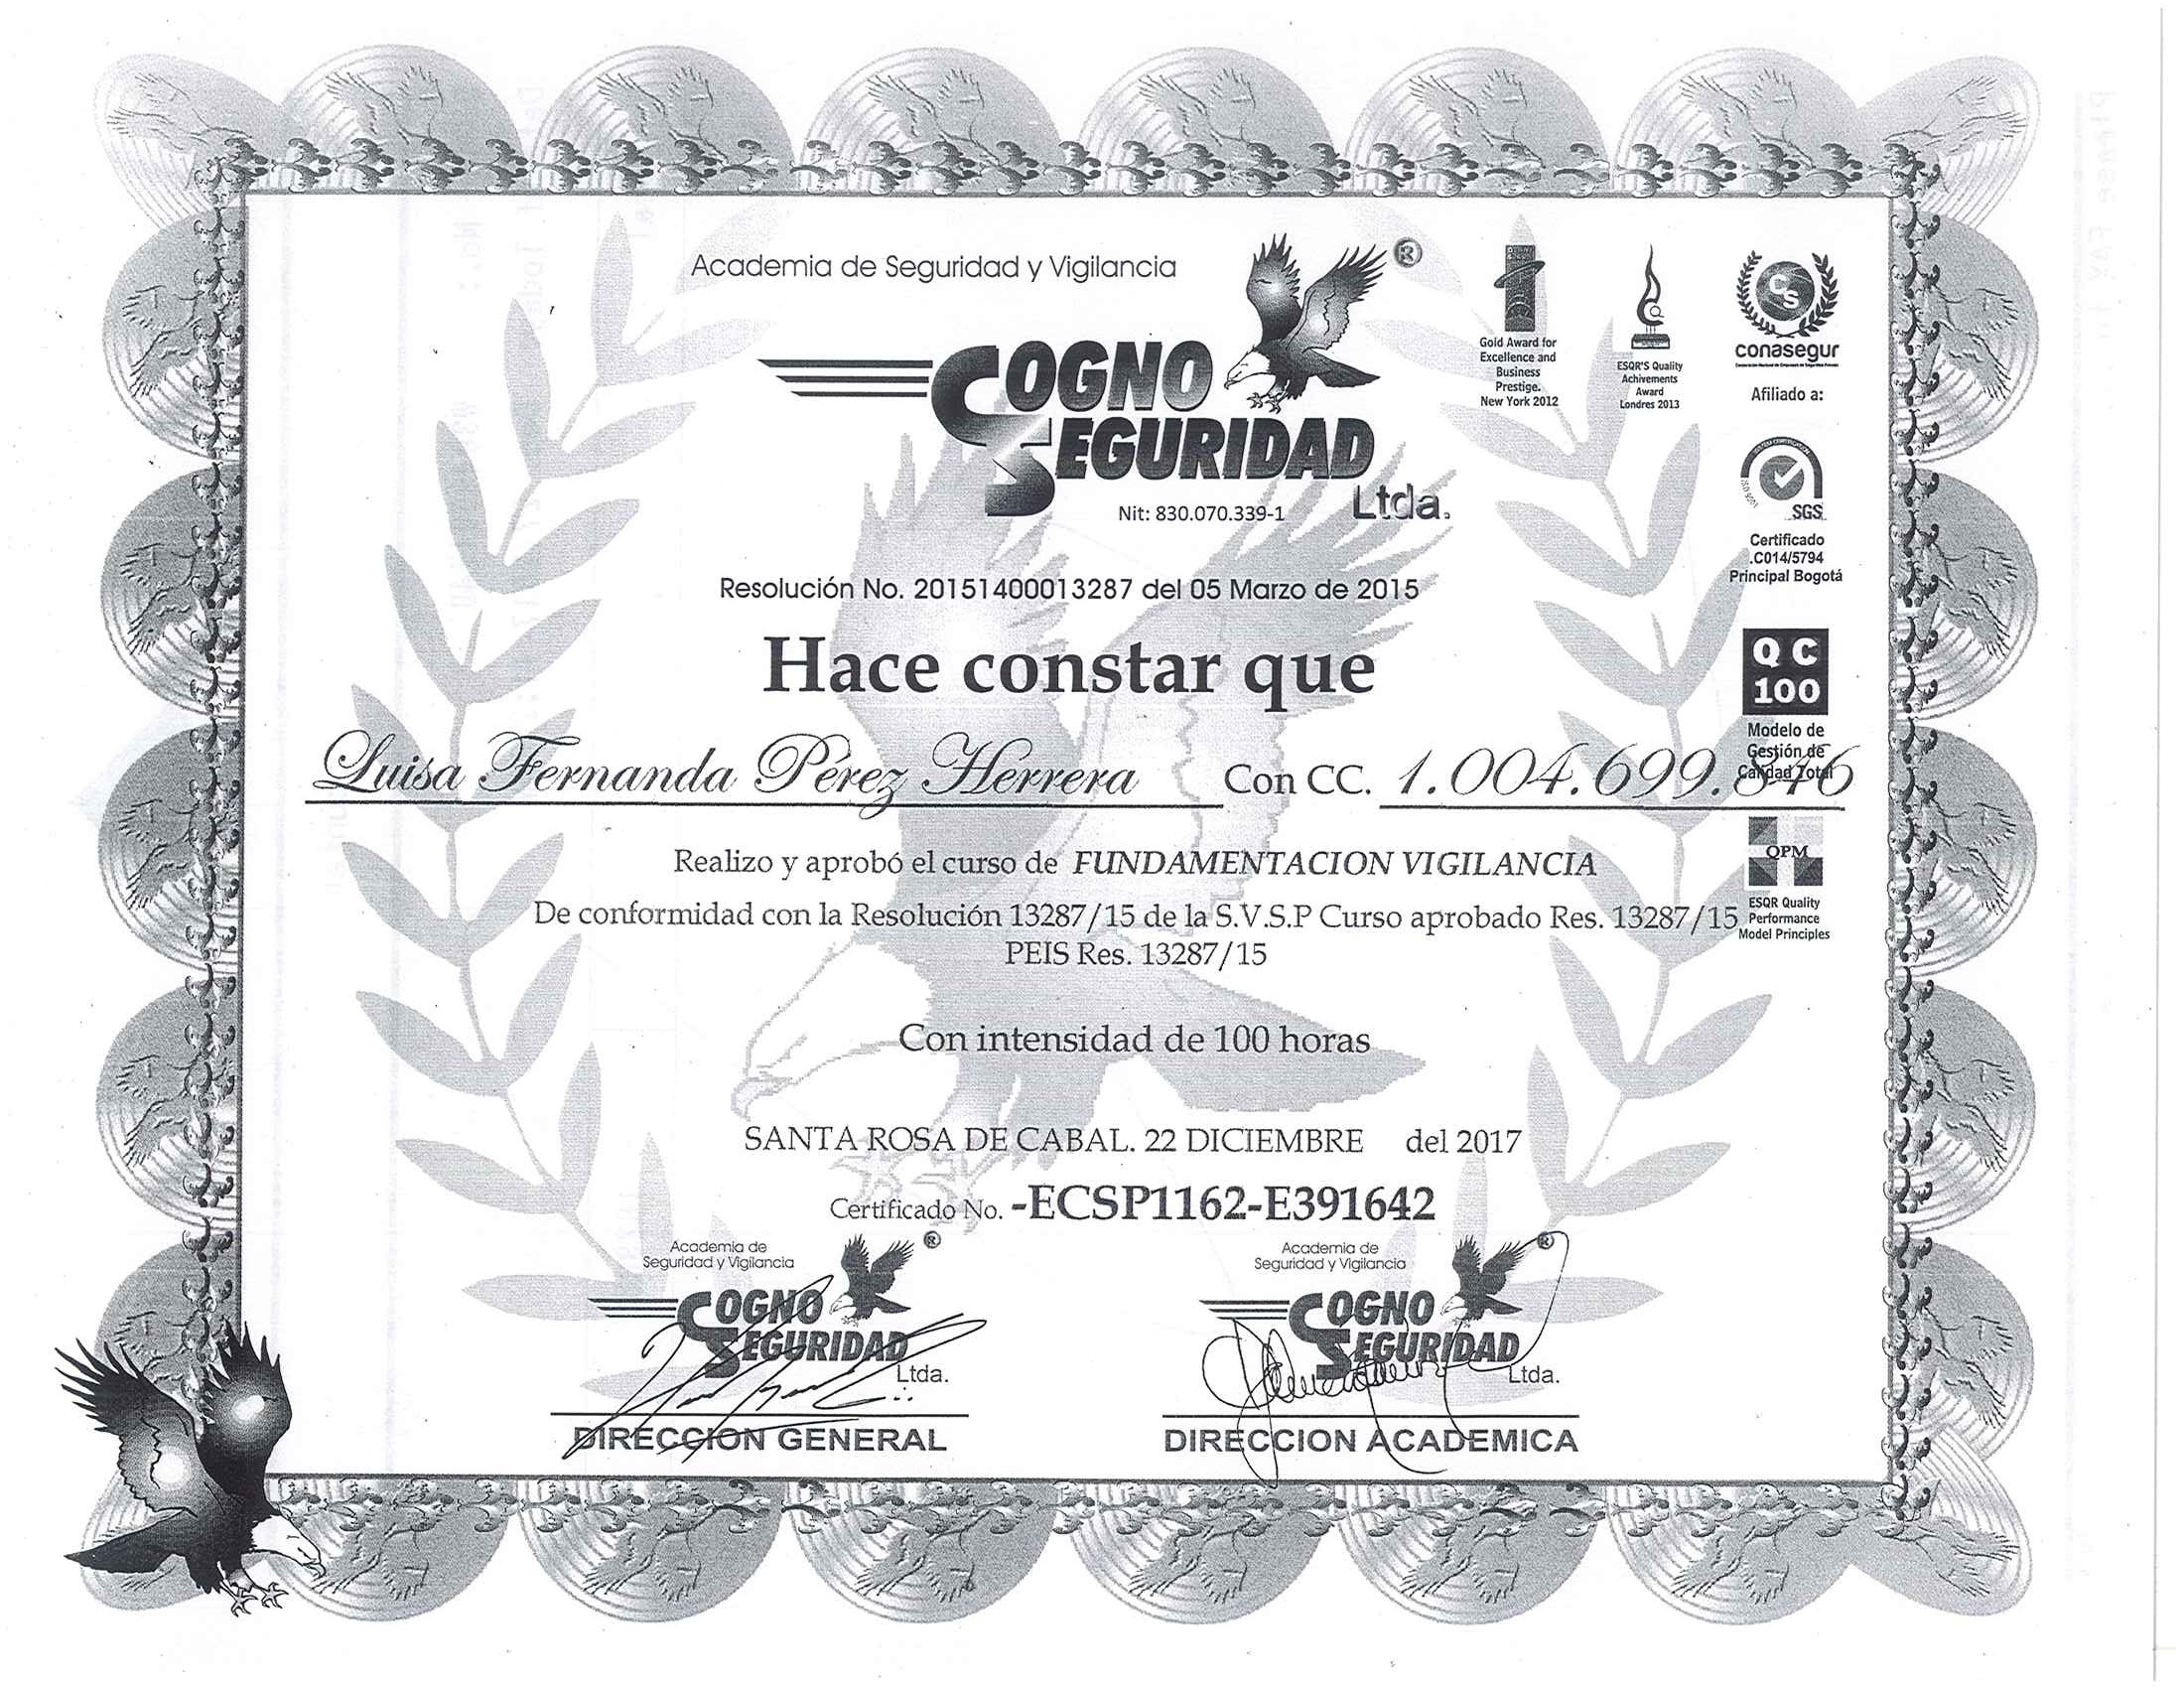 Academia de Seguridad y Vigilancia
®
COGNO
SEGURIDAD
Ltda.
Nit: 830.070.339-1
Gold Award for
Excellence and
Business
Prestige.
New York 2012
ESQR'S Quality
Achivements
Award
Londres 2013
CS
conasegur
Afiliado a:
ISO 9001
SGS
Certificado
.C014/5794
Principal Bogotá
Resolución No. 20151400013287 del 05 Marzo de 2015
Hace constar que
Q C
100
Modelo de
Gestión de
Calidad Total
Luisa Fernanda Pérez Herrera Con CC. 1.004.699.846
Realizo y aprobó el curso de FUNDAMENTACION VIGILANCIA
QPM
ESQR Quality
Performance
Model Principles
De conformidad con la Resolución 13287/15 de la S.V.S.P Curso aprobado Res. 13287/15
PEIS Res. 13287/15
Con intensidad de 100 horas
SANTA ROSA DE CABAL. 22 DICIEMBRE del 2017
Certificado No. -ECSP1162-E391642
Academia de
Seguridad y Vigilancia
®
COGNO
SEGURIDAD
Ltda.
DIRECCION GENERAL
Academia de
Seguridad y Vigilancia
®
COGNO
SEGURIDAD
Ltda.
DIRECCION ACADEMICA